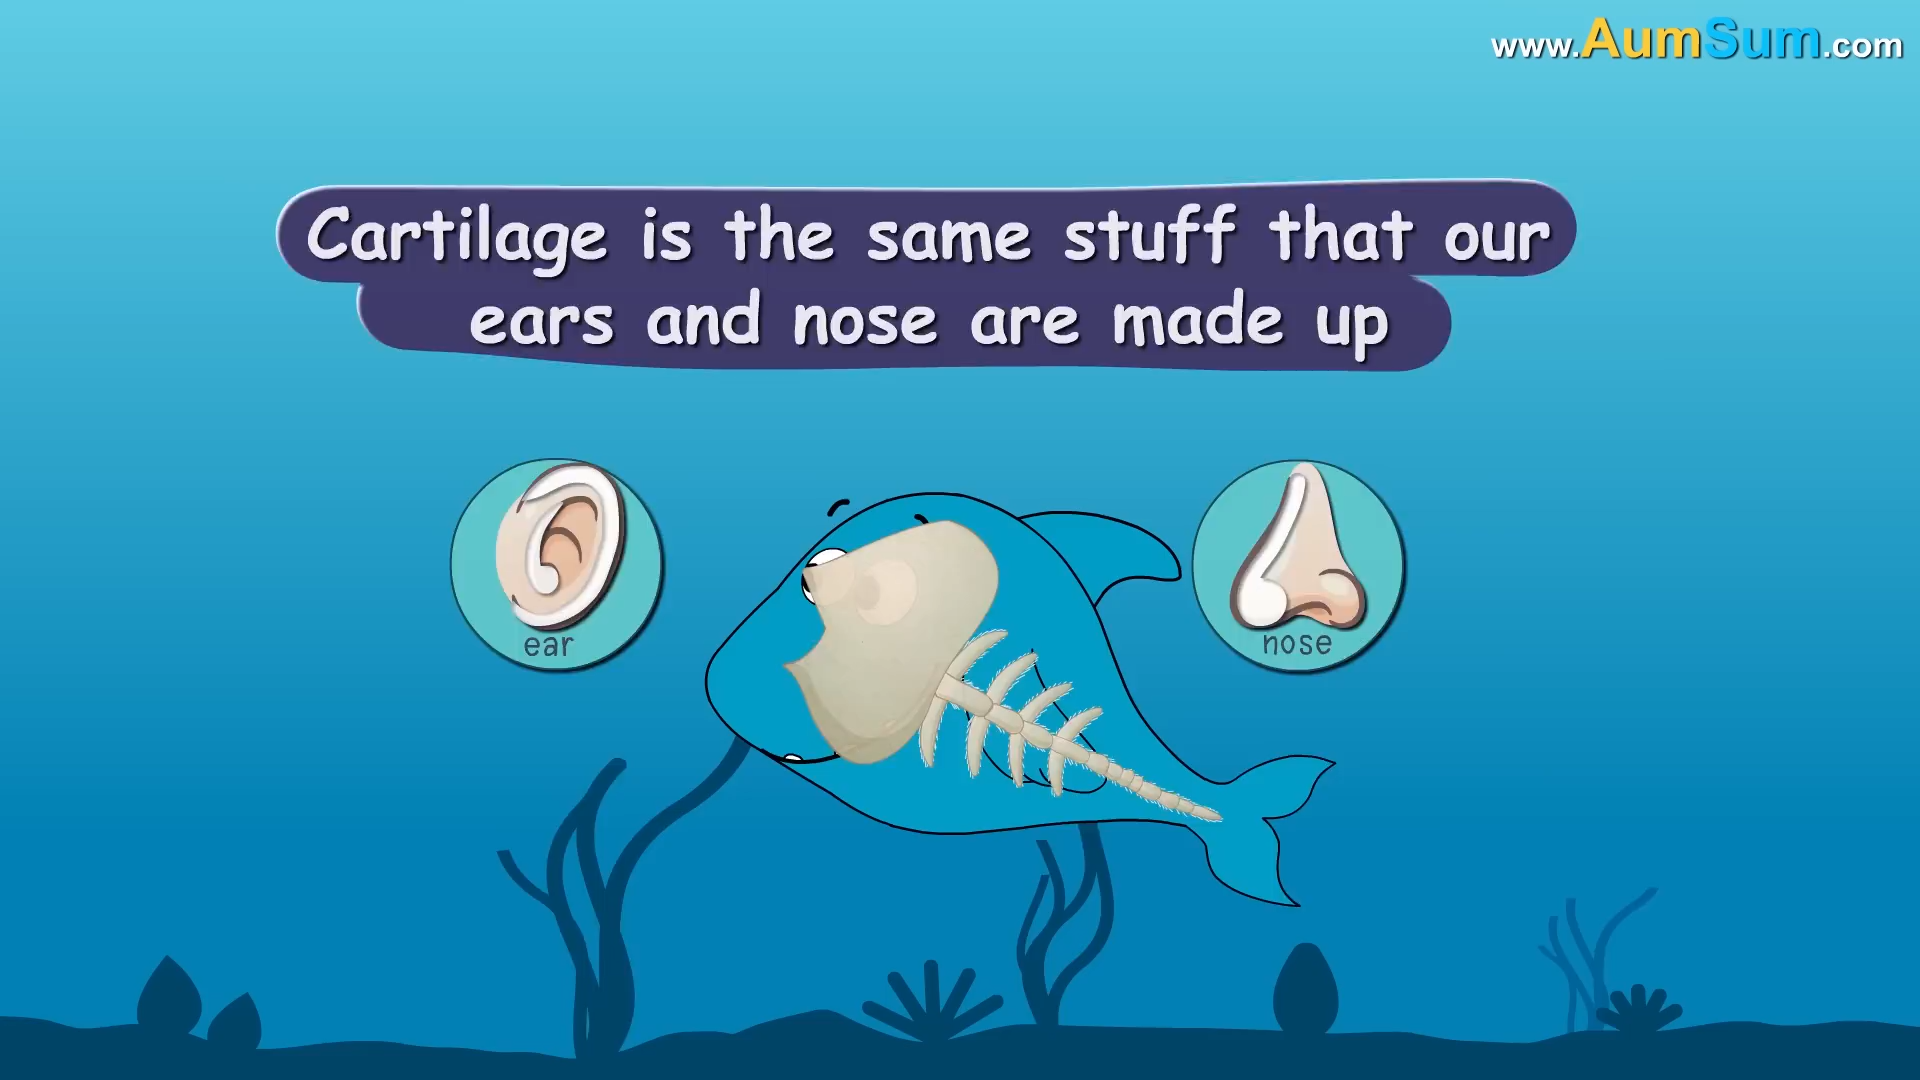 www.AumSum.com
Cartilage is the same stuff that our
ears and nose are made up
ear
nose